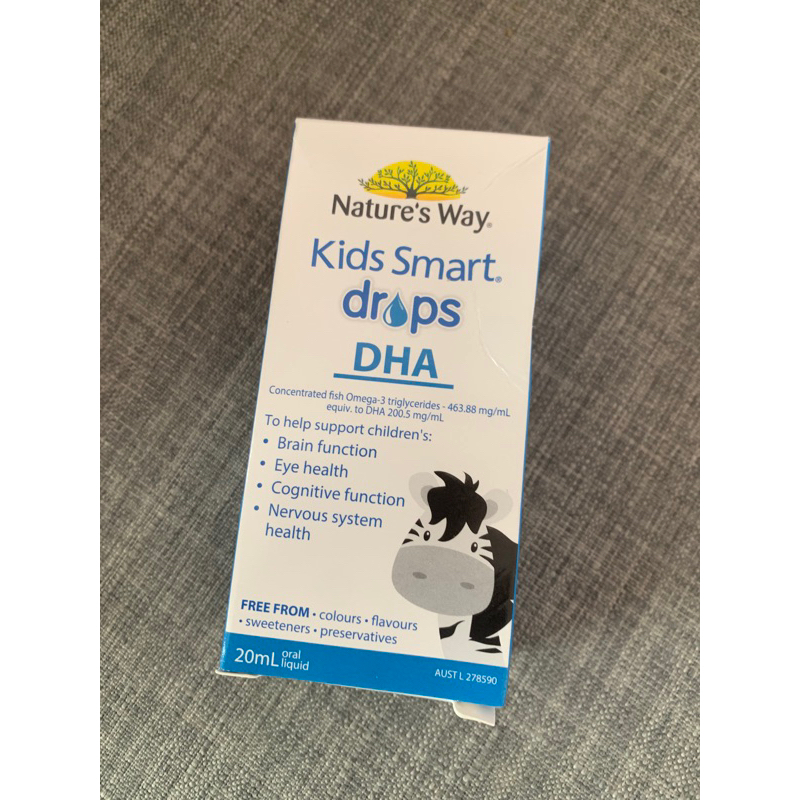 Nature's Way®
Kids Smart®
drops
DHA
Concentrated fish Omega-3 triglycerides - 463.88 mg/mL
equiv. to DHA 200.5 mg/mL
To help support children's:
• Brain function
• Eye health
• Cognitive function
• Nervous system
health
FREE FROM • colours • flavours
• sweeteners • preservatives
20mL oral
liquid
AUST L 278590